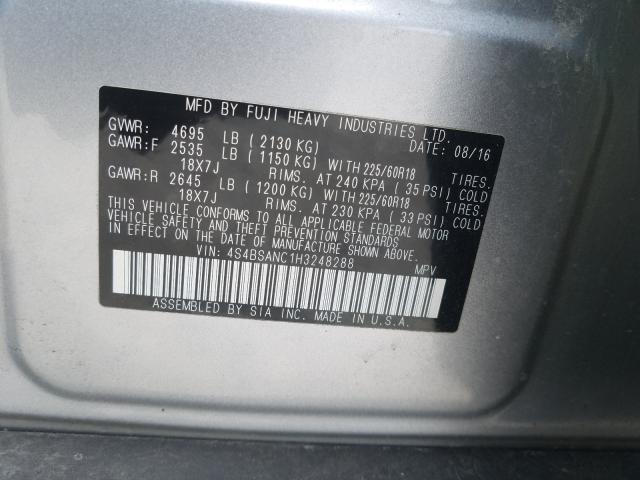 MFD BY FUJI HEAVY INDUSTRIES LTD.
GVWR: 4695 LB ( 2130 KG) DATE: 08/16
GAWR:F 2535 LB ( 1150 KG) WITH 225/60R18 TIRES.
18X7J RIMS. AT 240 KPA ( 35 PSI) COLD
GAWR:R 2645 LB ( 1200 KG) WITH 225/60R18 TIRES.
18X7J RIMS. AT 230 KPA ( 33 PSI) COLD
THIS VEHICLE CONFORMS TO ALL APPLICABLE FEDERAL MOTOR
VEHICLE SAFETY AND THEFT PREVENTION STANDARDS
IN EFFECT ON THE DATE OF MANUFACTURE SHOWN ABOVE.
VIN: 4S4BSANC1H3248288 MPV
ASSEMBLED BY SIA INC. MADE IN U.S.A.